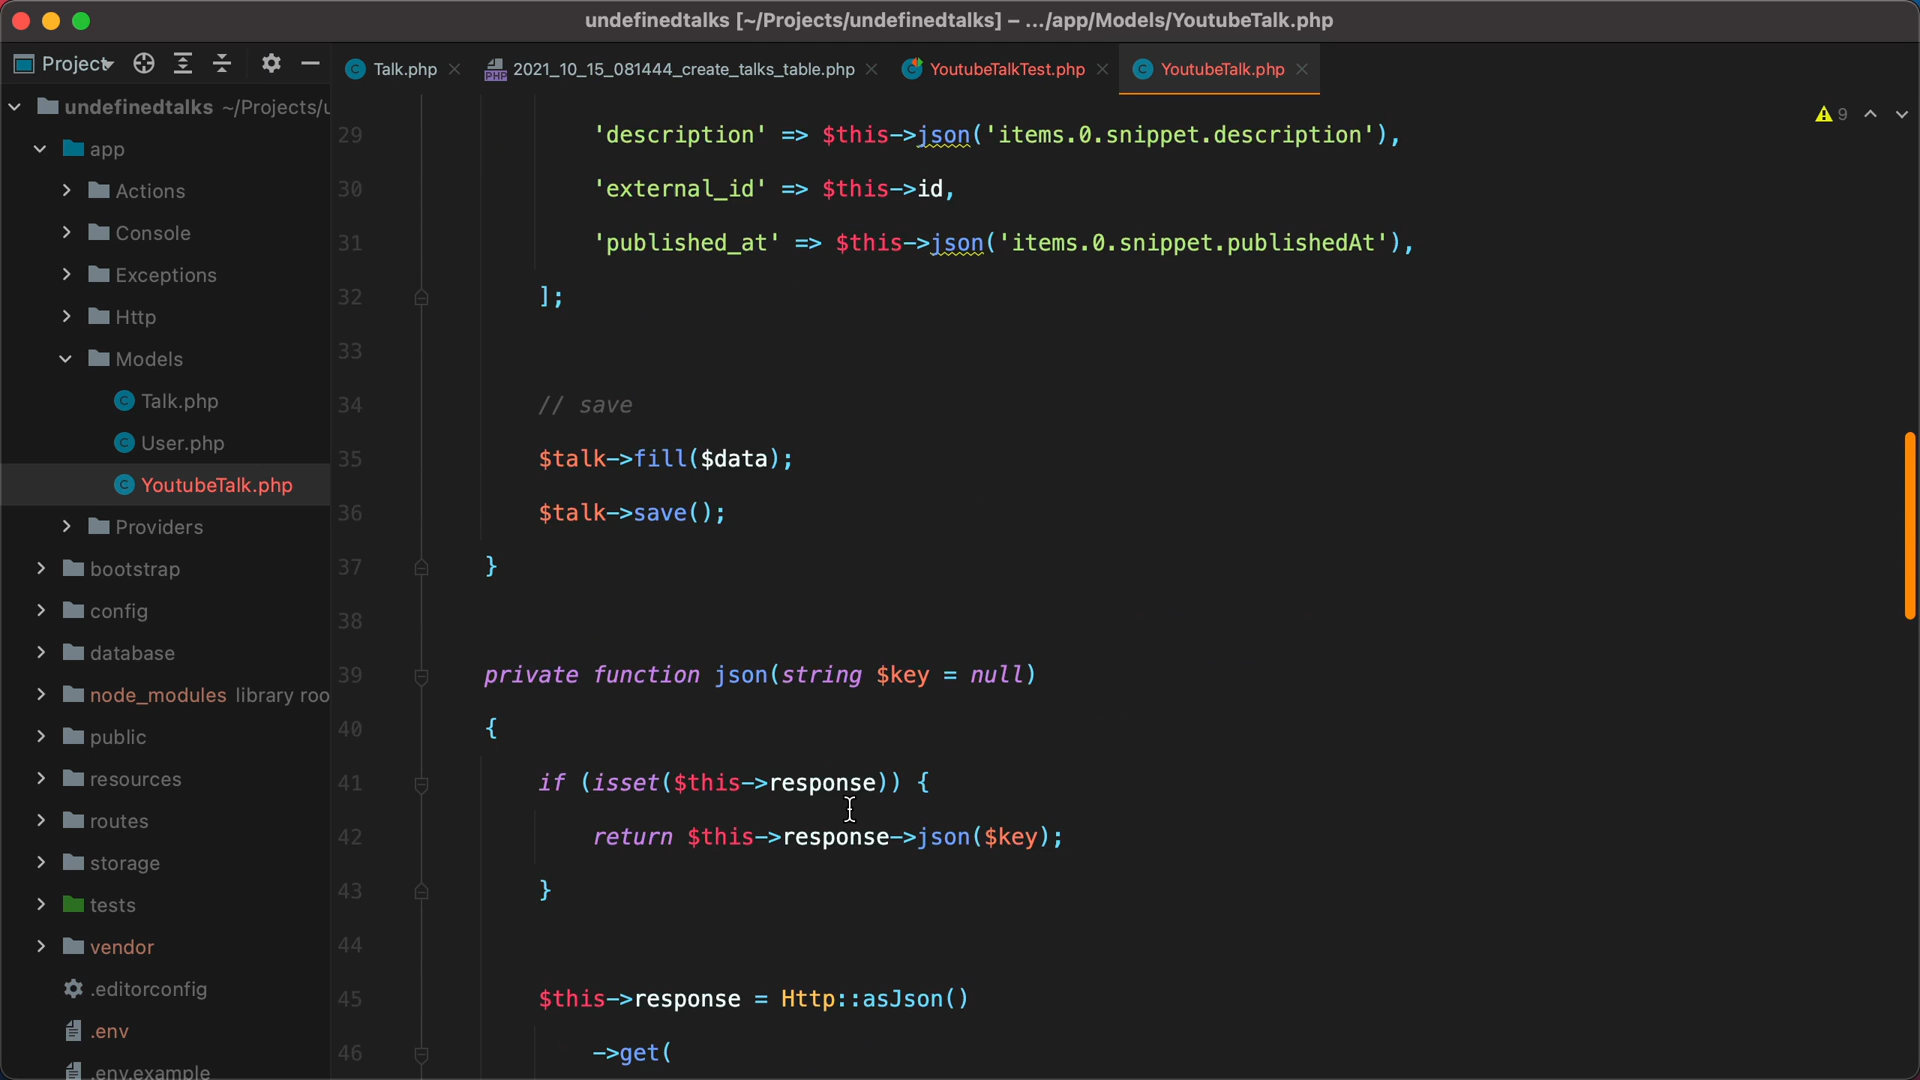 undefinedtalks [~/Projects/undefinedtalks] – .../app/Models/YoutubeTalk.php
Project
Talk.php
2021_10_15_081444_create_talks_table.php
YoutubeTalkTest.php
YoutubeTalk.php
undefinedtalks ~/Projects/u
app
Actions
Console
Exceptions
Http
Models
Talk.php
User.php
YoutubeTalk.php
Providers
bootstrap
config
database
node_modules library roo
public
resources
routes
storage
tests
vendor
.editorconfig
.env
.env.example
9
29 'description' => $this->json('items.0.snippet.description'),
30 'external_id' => $this->id,
31 'published_at' => $this->json('items.0.snippet.publishedAt'),
32 ];
33
34 // save
35 $talk->fill($data);
36 $talk->save();
37 }
38
39 private function json(string $key = null)
40 {
41 if (isset($this->response)) {
42 return $this->response->json($key);
43 }
44
45 $this->response = Http::asJson()
46 ->get(